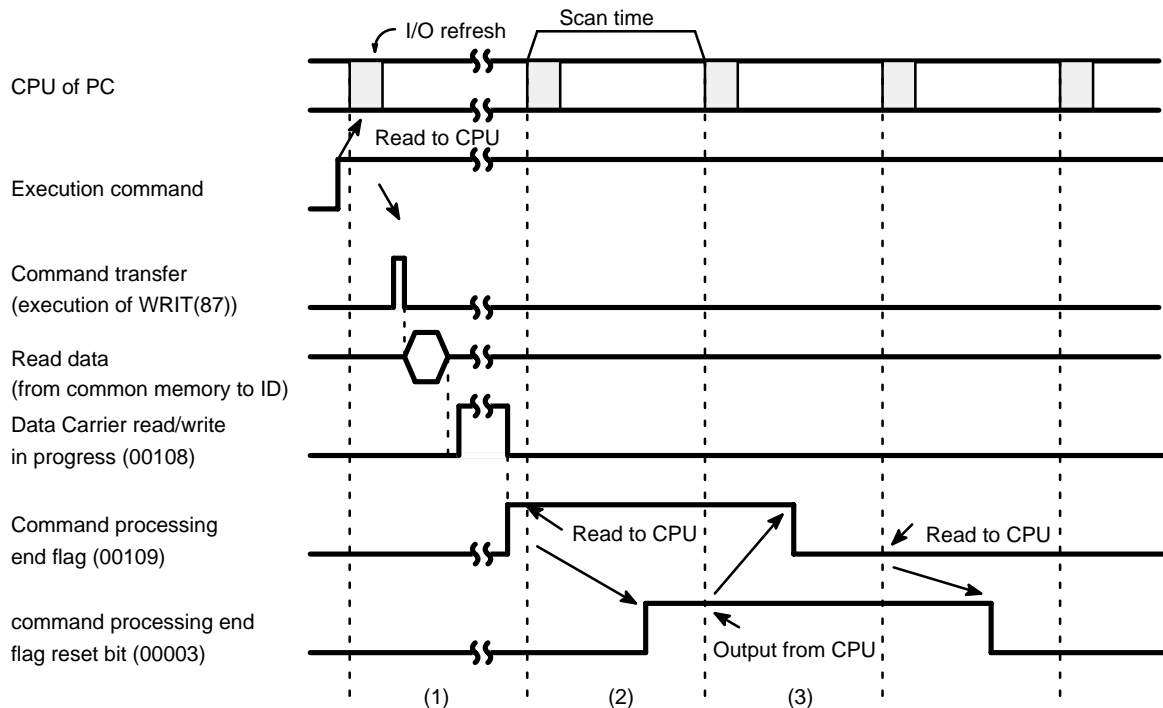 Scan time
I/O refresh
CPU of PC
Read to CPU
Execution command
Command transfer
(execution of WRIT(87))
Read data
(from common memory to ID)
Data Carrier read/write
in progress (00108)
Command processing
end flag (00109)
Read to CPU
Read to CPU
command processing end
flag reset bit (00003)
Output from CPU
(1)
(2)
(3)